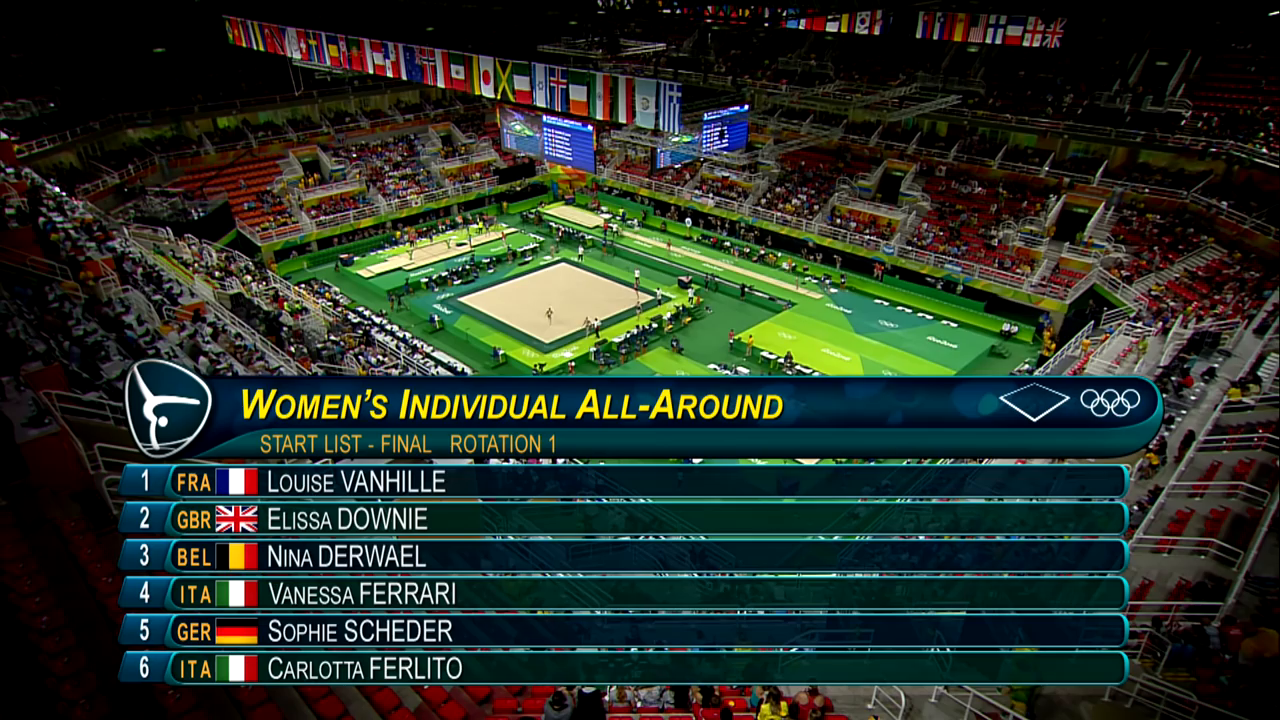 WOMEN'S INDIVIDUAL ALL-AROUND
START LIST - FINAL ROTATION 1
1 FRA LOUISE VANHILLE
2 GBR ELISSA DOWNIE
3 BEL NINA DERWAEL
4 ITA VANESSA FERRARI
5 GER SOPHIE SCHEDER
6 ITA CARLOTTA FERLITO